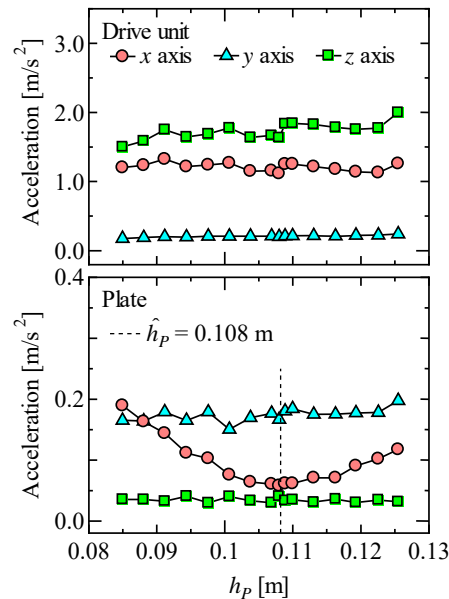 Drive unit
x axis y axis z axis
3.0
2.0
1.0
0.0
Acceleration [m/s²]
Plate
ĥ_P = 0.108 m
0.4
0.2
0.0
Acceleration [m/s²]
0.08 0.09 0.1 0.11 0.12 0.13
h_P [m]